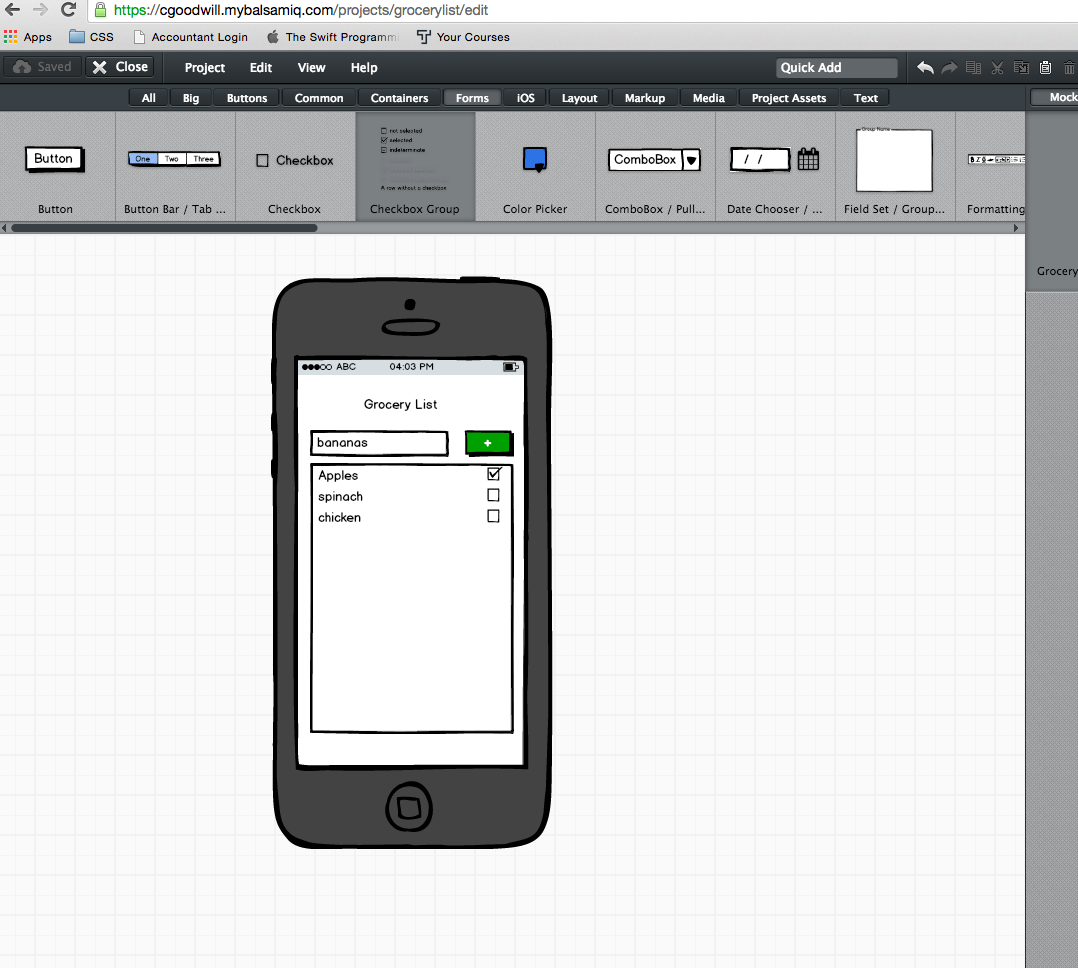 https://cgoodwill.mybalsamiq.com/projects/grocerylist/edit
Apps CSS Accountant Login The Swift Programmi Your Courses
Saved Close Project Edit View Help Quick Add
All Big Buttons Common Containers Forms iOS Layout Markup Media Project Assets Text Mock
not selected
selected
indeterminate
A row without a checkbox
Button One Two Three Checkbox ComboBox / / Group Name
Button Button Bar / Tab ... Checkbox Checkbox Group Color Picker ComboBox / Pull... Date Chooser / ... Field Set / Group... Formatting
Grocery
ABC 04:03 PM
Grocery List
bananas +
Apples
spinach
chicken